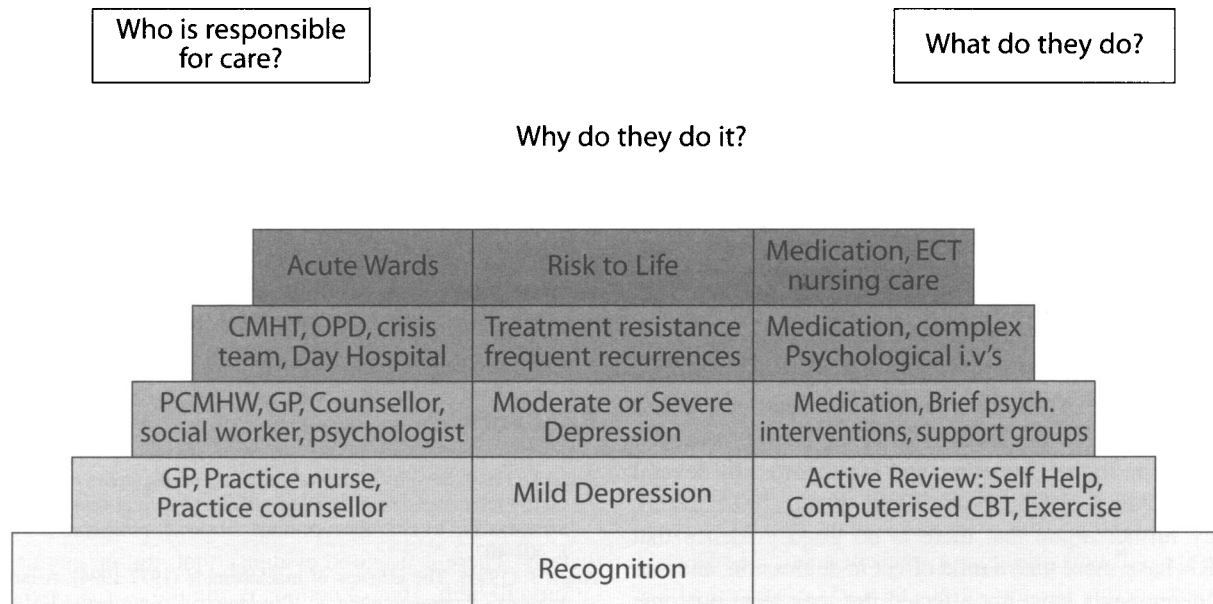 Who is responsible
for care?
What do they do?
Why do they do it?
Acute Wards
Risk to Life
Medication, ECT
nursing care
CMHT, OPD, crisis
team, Day Hospital
Treatment resistance
frequent recurrences
Medication, complex
Psychological i.v's
PCMHW, GP, Counsellor,
social worker, psychologist
Moderate or Severe
Depression
Medication, Brief psych.
interventions, support groups
GP, Practice nurse,
Practice counsellor
Mild Depression
Active Review: Self Help,
Computerised CBT, Exercise
Recognition